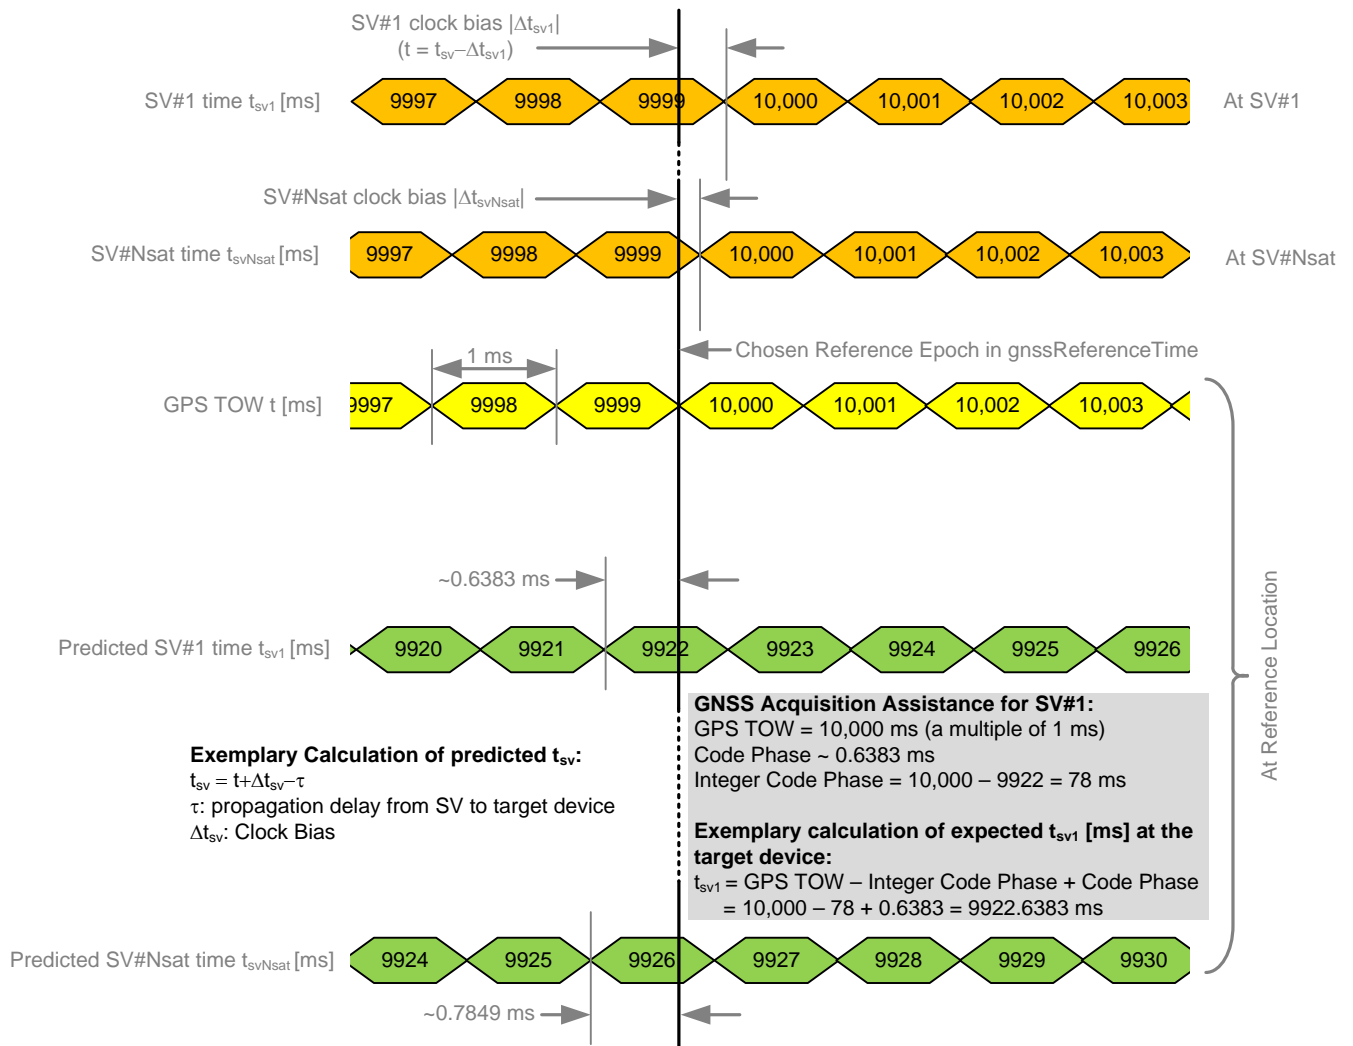 SV#1 clock bias |Δtsv1|
(t = tsv−Δtsv1)
SV#1 time tsv1 [ms]
9997 9998 9999 10,000 10,001 10,002 10,003
At SV#1
SV#Nsat clock bias |ΔtsvNsat|
SV#Nsat time tsvNsat [ms]
9997 9998 9999 10,000 10,001 10,002 10,003
At SV#Nsat
Chosen Reference Epoch in gnssReferenceTime
1 ms
GPS TOW t [ms]
9997 9998 9999 10,000 10,001 10,002 10,003
~0.6383 ms
Predicted SV#1 time tsv1 [ms]
9920 9921 9922 9923 9924 9925 9926
At Reference Location
Exemplary Calculation of predicted tsv:
tsv = t+Δtsv−τ
τ: propagation delay from SV to target device
Δtsv: Clock Bias
GNSS Acquisition Assistance for SV#1:
GPS TOW = 10,000 ms (a multiple of 1 ms)
Code Phase ~ 0.6383 ms
Integer Code Phase = 10,000 – 9922 = 78 ms
Exemplary calculation of expected tsv1 [ms] at the
target device:
tsv1 = GPS TOW – Integer Code Phase + Code Phase
= 10,000 – 78 + 0.6383 = 9922.6383 ms
Predicted SV#Nsat time tsvNsat [ms]
9924 9925 9926 9927 9928 9929 9930
~0.7849 ms